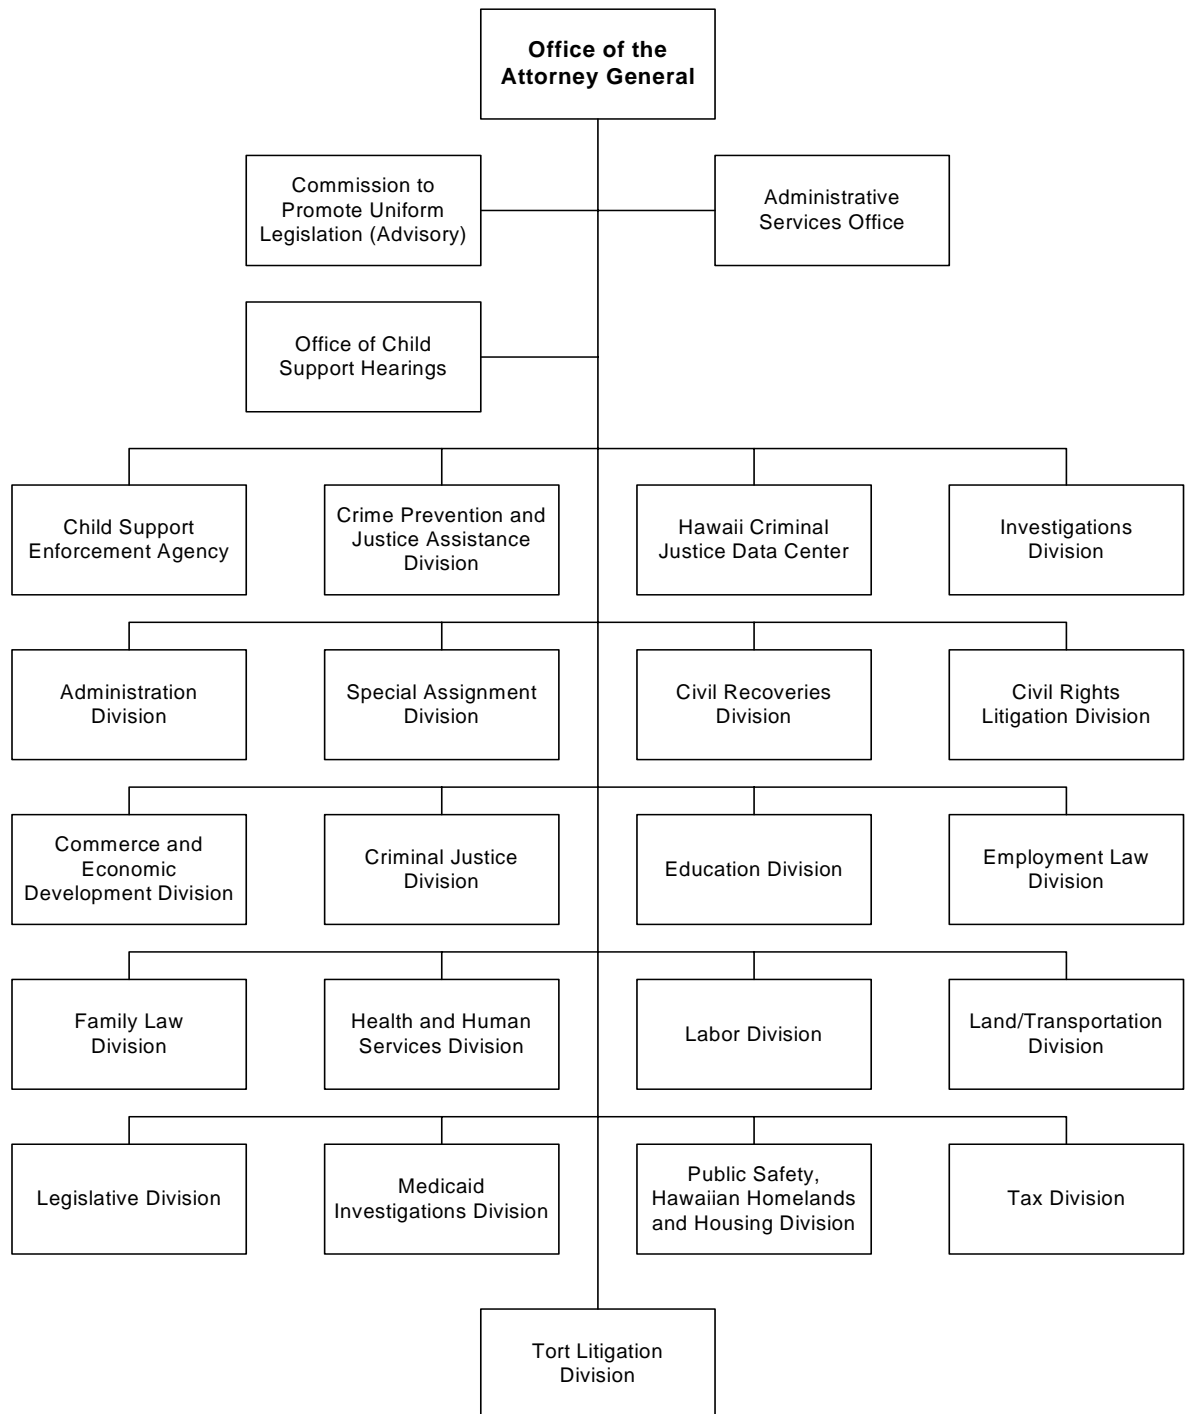 Office of the
Attorney General
Commission to
Promote Uniform
Legislation (Advisory)
Administrative
Services Office
Office of Child
Support Hearings
Child Support
Enforcement Agency
Crime Prevention and
Justice Assistance
Division
Hawaii Criminal
Justice Data Center
Investigations
Division
Administration
Division
Special Assignment
Division
Civil Recoveries
Division
Civil Rights
Litigation Division
Commerce and
Economic
Development Division
Criminal Justice
Division
Education Division
Employment Law
Division
Family Law
Division
Health and Human
Services Division
Labor Division
Land/Transportation
Division
Legislative Division
Medicaid
Investigations Division
Public Safety,
Hawaiian Homelands
and Housing Division
Tax Division
Tort Litigation
Division